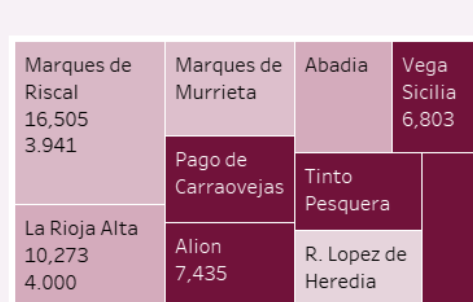 Marques de
Riscal
16,505
3.941
La Rioja Alta
10,273
4.000
Marques de
Murrieta
Pago de
Carraovejas
Alion
7,435
Abadia
Tinto
Pesquera
R. Lopez de
Heredia
Vega
Sicilia
6,803